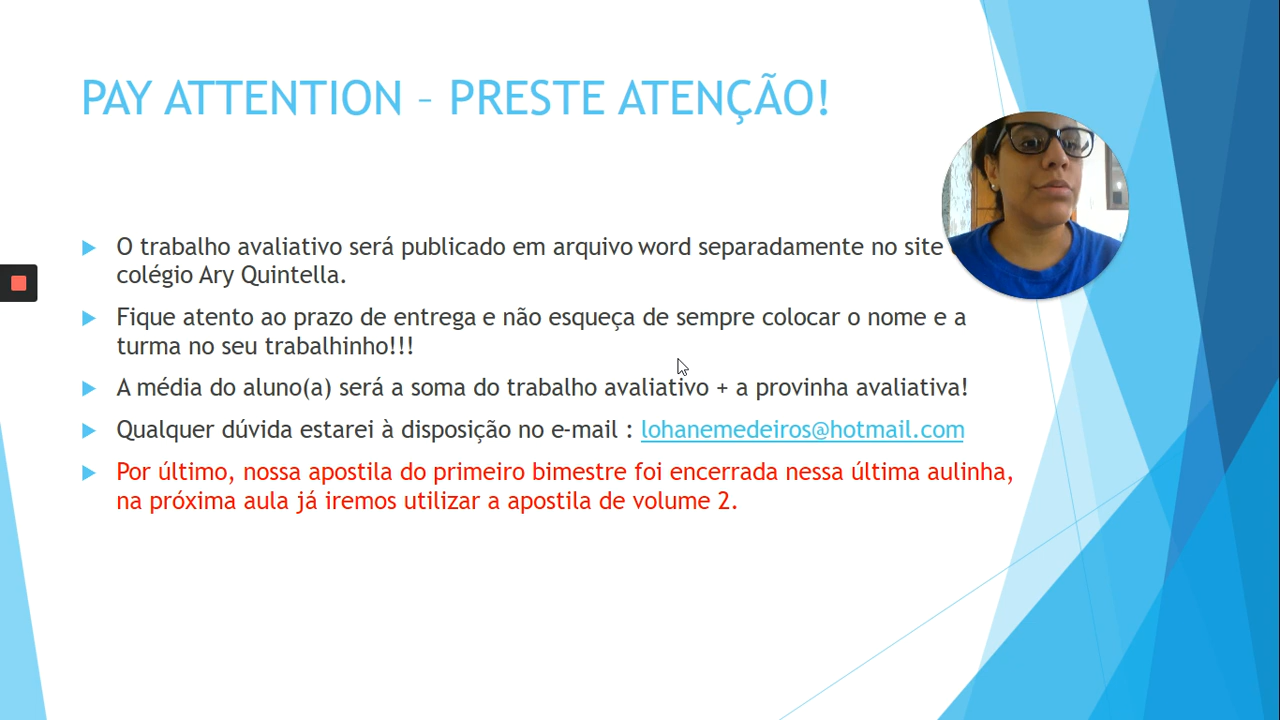 PAY ATTENTION – PRESTE ATENÇÃO!
O trabalho avaliativo será publicado em arquivo word separadamente no site
colégio Ary Quintella.
Fique atento ao prazo de entrega e não esqueça de sempre colocar o nome e a
turma no seu trabalhinho!!!
A média do aluno(a) será a soma do trabalho avaliativo + a provinha avaliativa!
Qualquer dúvida estarei à disposição no e-mail : lohanemedeiros@hotmail.com
Por último, nossa apostila do primeiro bimestre foi encerrada nessa última aulinha,
na próxima aula já iremos utilizar a apostila de volume 2.